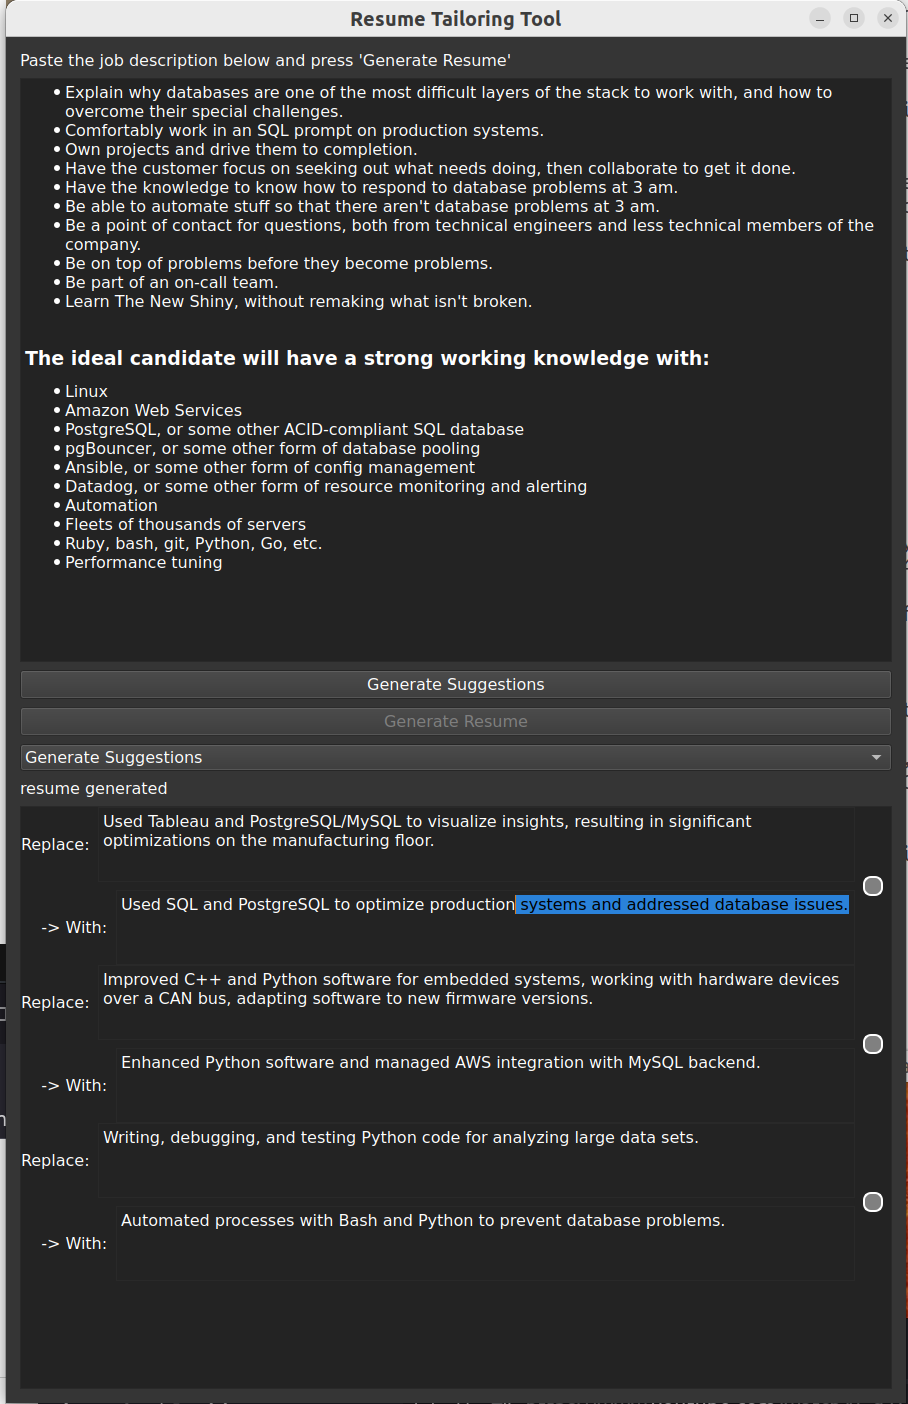 Resume Tailoring Tool
Paste the job description below and press 'Generate Resume'
• Explain why databases are one of the most difficult layers of the stack to work with, and how to
overcome their special challenges.
• Comfortably work in an SQL prompt on production systems.
• Own projects and drive them to completion.
• Have the customer focus on seeking out what needs doing, then collaborate to get it done.
• Have the knowledge to know how to respond to database problems at 3 am.
• Be able to automate stuff so that there aren't database problems at 3 am.
• Be a point of contact for questions, both from technical engineers and less technical members of the
company.
• Be on top of problems before they become problems.
• Be part of an on-call team.
• Learn The New Shiny, without remaking what isn't broken.
The ideal candidate will have a strong working knowledge with:
• Linux
• Amazon Web Services
• PostgreSQL, or some other ACID-compliant SQL database
• pgBouncer, or some other form of database pooling
• Ansible, or some other form of config management
• Datadog, or some other form of resource monitoring and alerting
• Automation
• Fleets of thousands of servers
• Ruby, bash, git, Python, Go, etc.
• Performance tuning
Generate Suggestions
Generate Resume
Generate Suggestions
resume generated
Replace:
Used Tableau and PostgreSQL/MySQL to visualize insights, resulting in significant
optimizations on the manufacturing floor.
-> With:
Used SQL and PostgreSQL to optimize production systems and addressed database issues.
Replace:
Improved C++ and Python software for embedded systems, working with hardware devices
over a CAN bus, adapting software to new firmware versions.
-> With:
Enhanced Python software and managed AWS integration with MySQL backend.
Replace:
Writing, debugging, and testing Python code for analyzing large data sets.
-> With:
Automated processes with Bash and Python to prevent database problems.